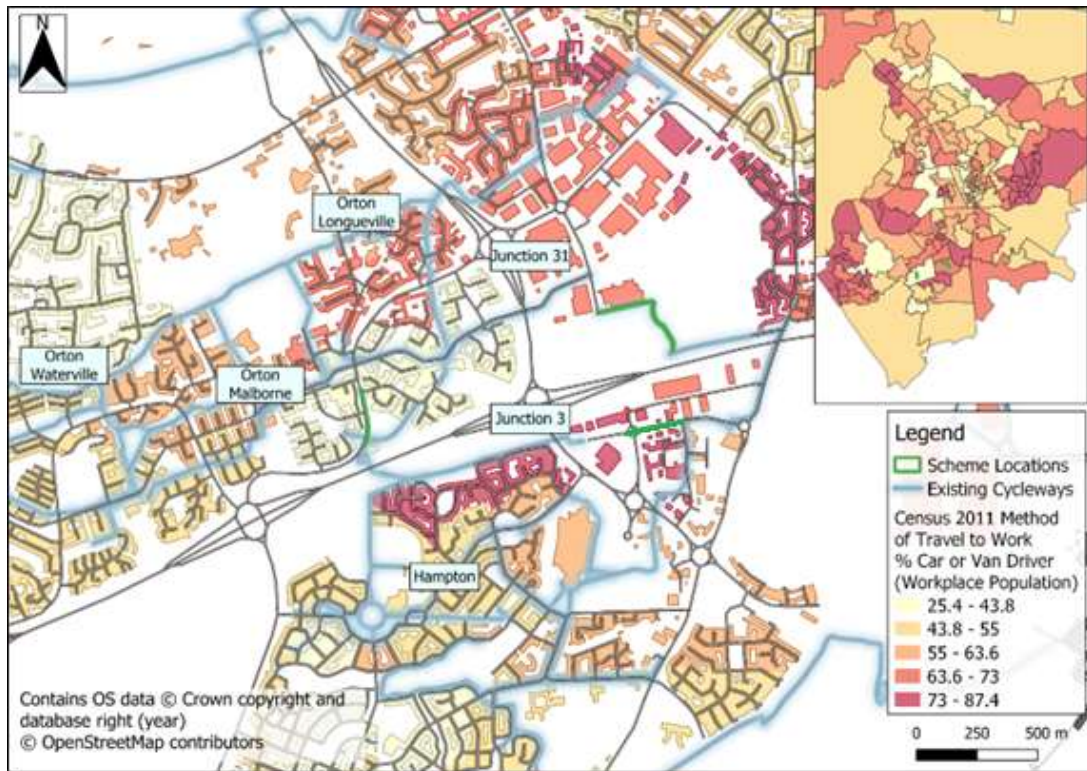 N
Orton
Longueville
Junction 31
Orton
Waterville
Orton
Malborne
Junction 3
Hampton
Legend
Scheme Locations
Existing Cycleways
Census 2011 Method
of Travel to Work
% Car or Van Driver
(Workplace Population)
25.4 - 43.8
43.8 - 55
55 - 63.6
63.6 - 73
73 - 87.4
0 250 500 m
Contains OS data © Crown copyright and
database right (year)
© OpenStreetMap contributors